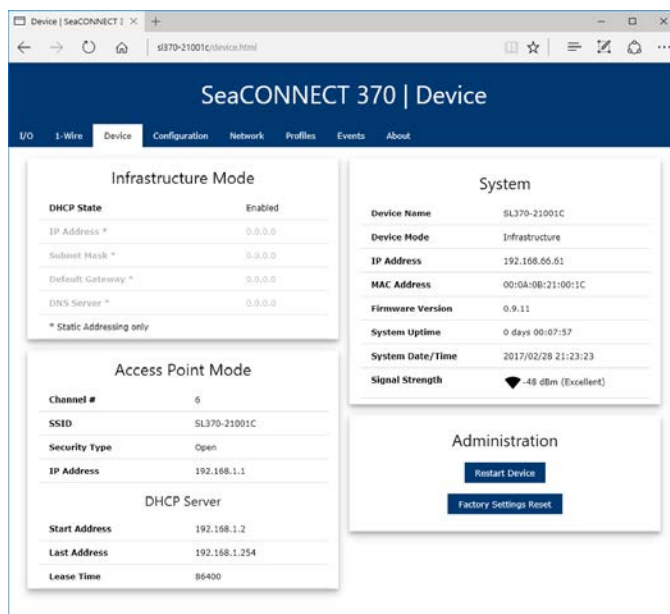 Device | SeaCONNECT 3
sl370-21001c/device.html
SeaCONNECT 370 | Device
I/O 1-Wire Device Configuration Network Profiles Events About
Infrastructure Mode
DHCP State Enabled
IP Address * 0.0.0.0
Subnet Mask * 0.0.0.0
Default Gateway * 0.0.0.0
DNS Server * 0.0.0.0
* Static Addressing only
Access Point Mode
Channel # 6
SSID SL370-21001C
Security Type Open
IP Address 192.168.1.1
DHCP Server
Start Address 192.168.1.2
Last Address 192.168.1.254
Lease Time 86400
System
Device Name SL370-21001C
Device Mode Infrastructure
IP Address 192.168.66.61
MAC Address 00:0A:0B:21:00:1C
Firmware Version 0.9.11
System Uptime 0 days 00:07:57
System Date/Time 2017/02/28 21:23:23
Signal Strength -48 dBm (Excellent)
Administration
Restart Device
Factory Settings Reset